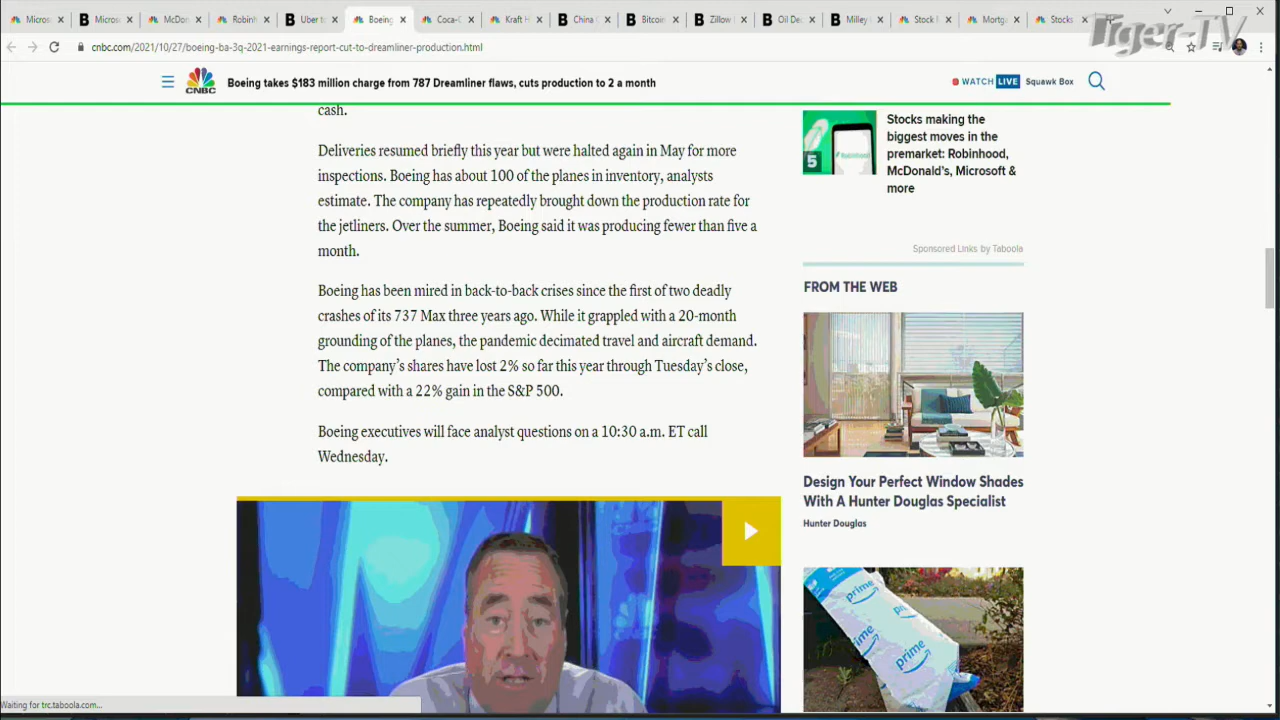 Micros
Micros
McDon
Robinh
Uber to
Boeing
Coca-C
Kraft H
China C
Bitcoin
Zillow
Oil De
Milley
Stock
Mortg
Stocks
Tiger-TV
cnbc.com/2021/10/27/boeing-ba-3q-2021-earnings-report-cut-to-dreamliner-production.html
CNBC
Boeing takes $183 million charge from 787 Dreamliner flaws, cuts production to 2 a month
WATCH LIVE Squawk Box
cash.
Deliveries resumed briefly this year but were halted again in May for more
inspections. Boeing has about 100 of the planes in inventory, analysts
estimate. The company has repeatedly brought down the production rate for
the jetliners. Over the summer, Boeing said it was producing fewer than five a
month.
Boeing has been mired in back-to-back crises since the first of two deadly
crashes of its 737 Max three years ago. While it grappled with a 20-month
grounding of the planes, the pandemic decimated travel and aircraft demand.
The company's shares have lost 2% so far this year through Tuesday's close,
compared with a 22% gain in the S&P 500.
Boeing executives will face analyst questions on a 10:30 a.m. ET call
Wednesday.
5
Robinhood
Stocks making the
biggest moves in the
premarket: Robinhood,
McDonald's, Microsoft &
more
Sponsored Links by Taboola
FROM THE WEB
Design Your Perfect Window Shades
With A Hunter Douglas Specialist
Hunter Douglas
prime
prime
prime
Waiting for trc.taboola.com...